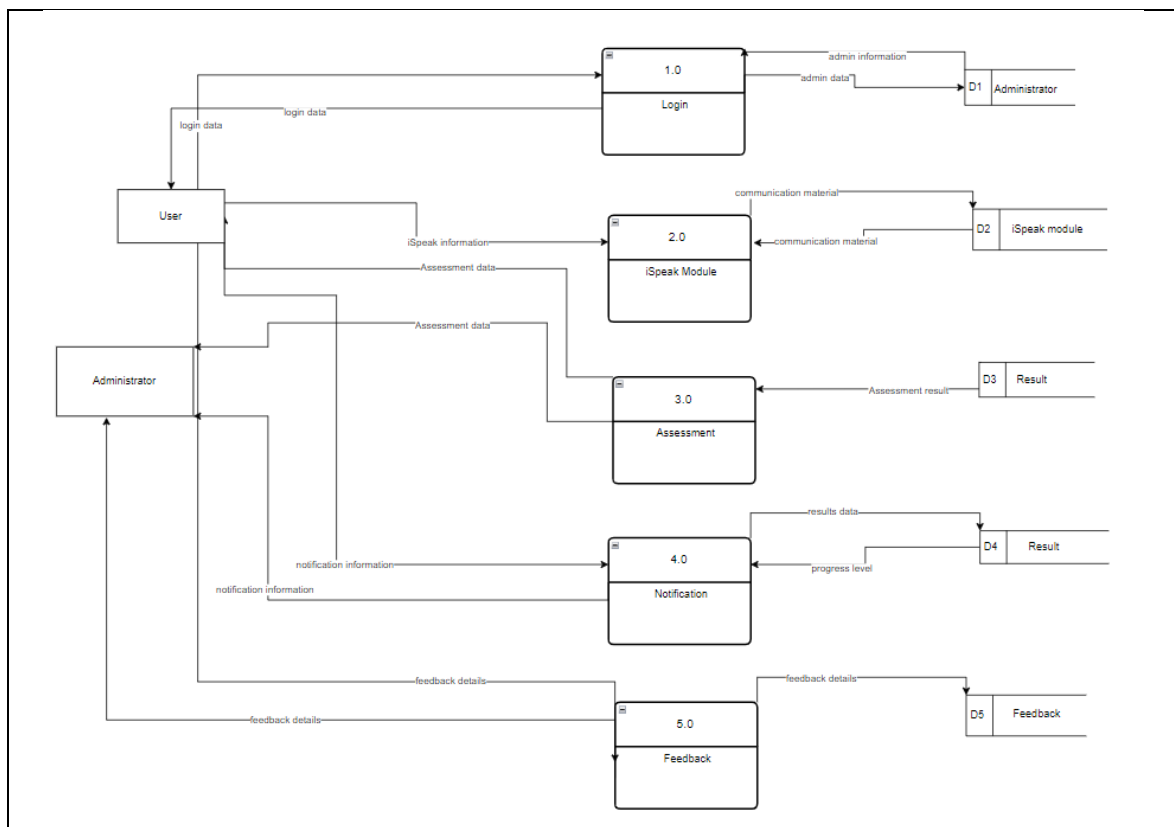 admin information
1.0
admin data
D1
Administrator
Login
login data
login data
communication material
User
iSpeak information
2.0
communication material
D2
iSpeak module
Assessment data
iSpeak Module
Assessment data
Administrator
D3
Result
3.0
Assessment result
Assessment
results data
4.0
D4
Result
notification information
progress level
notification information
Notification
feedback details
feedback details
feedback details
D5
Feedback
5.0
Feedback